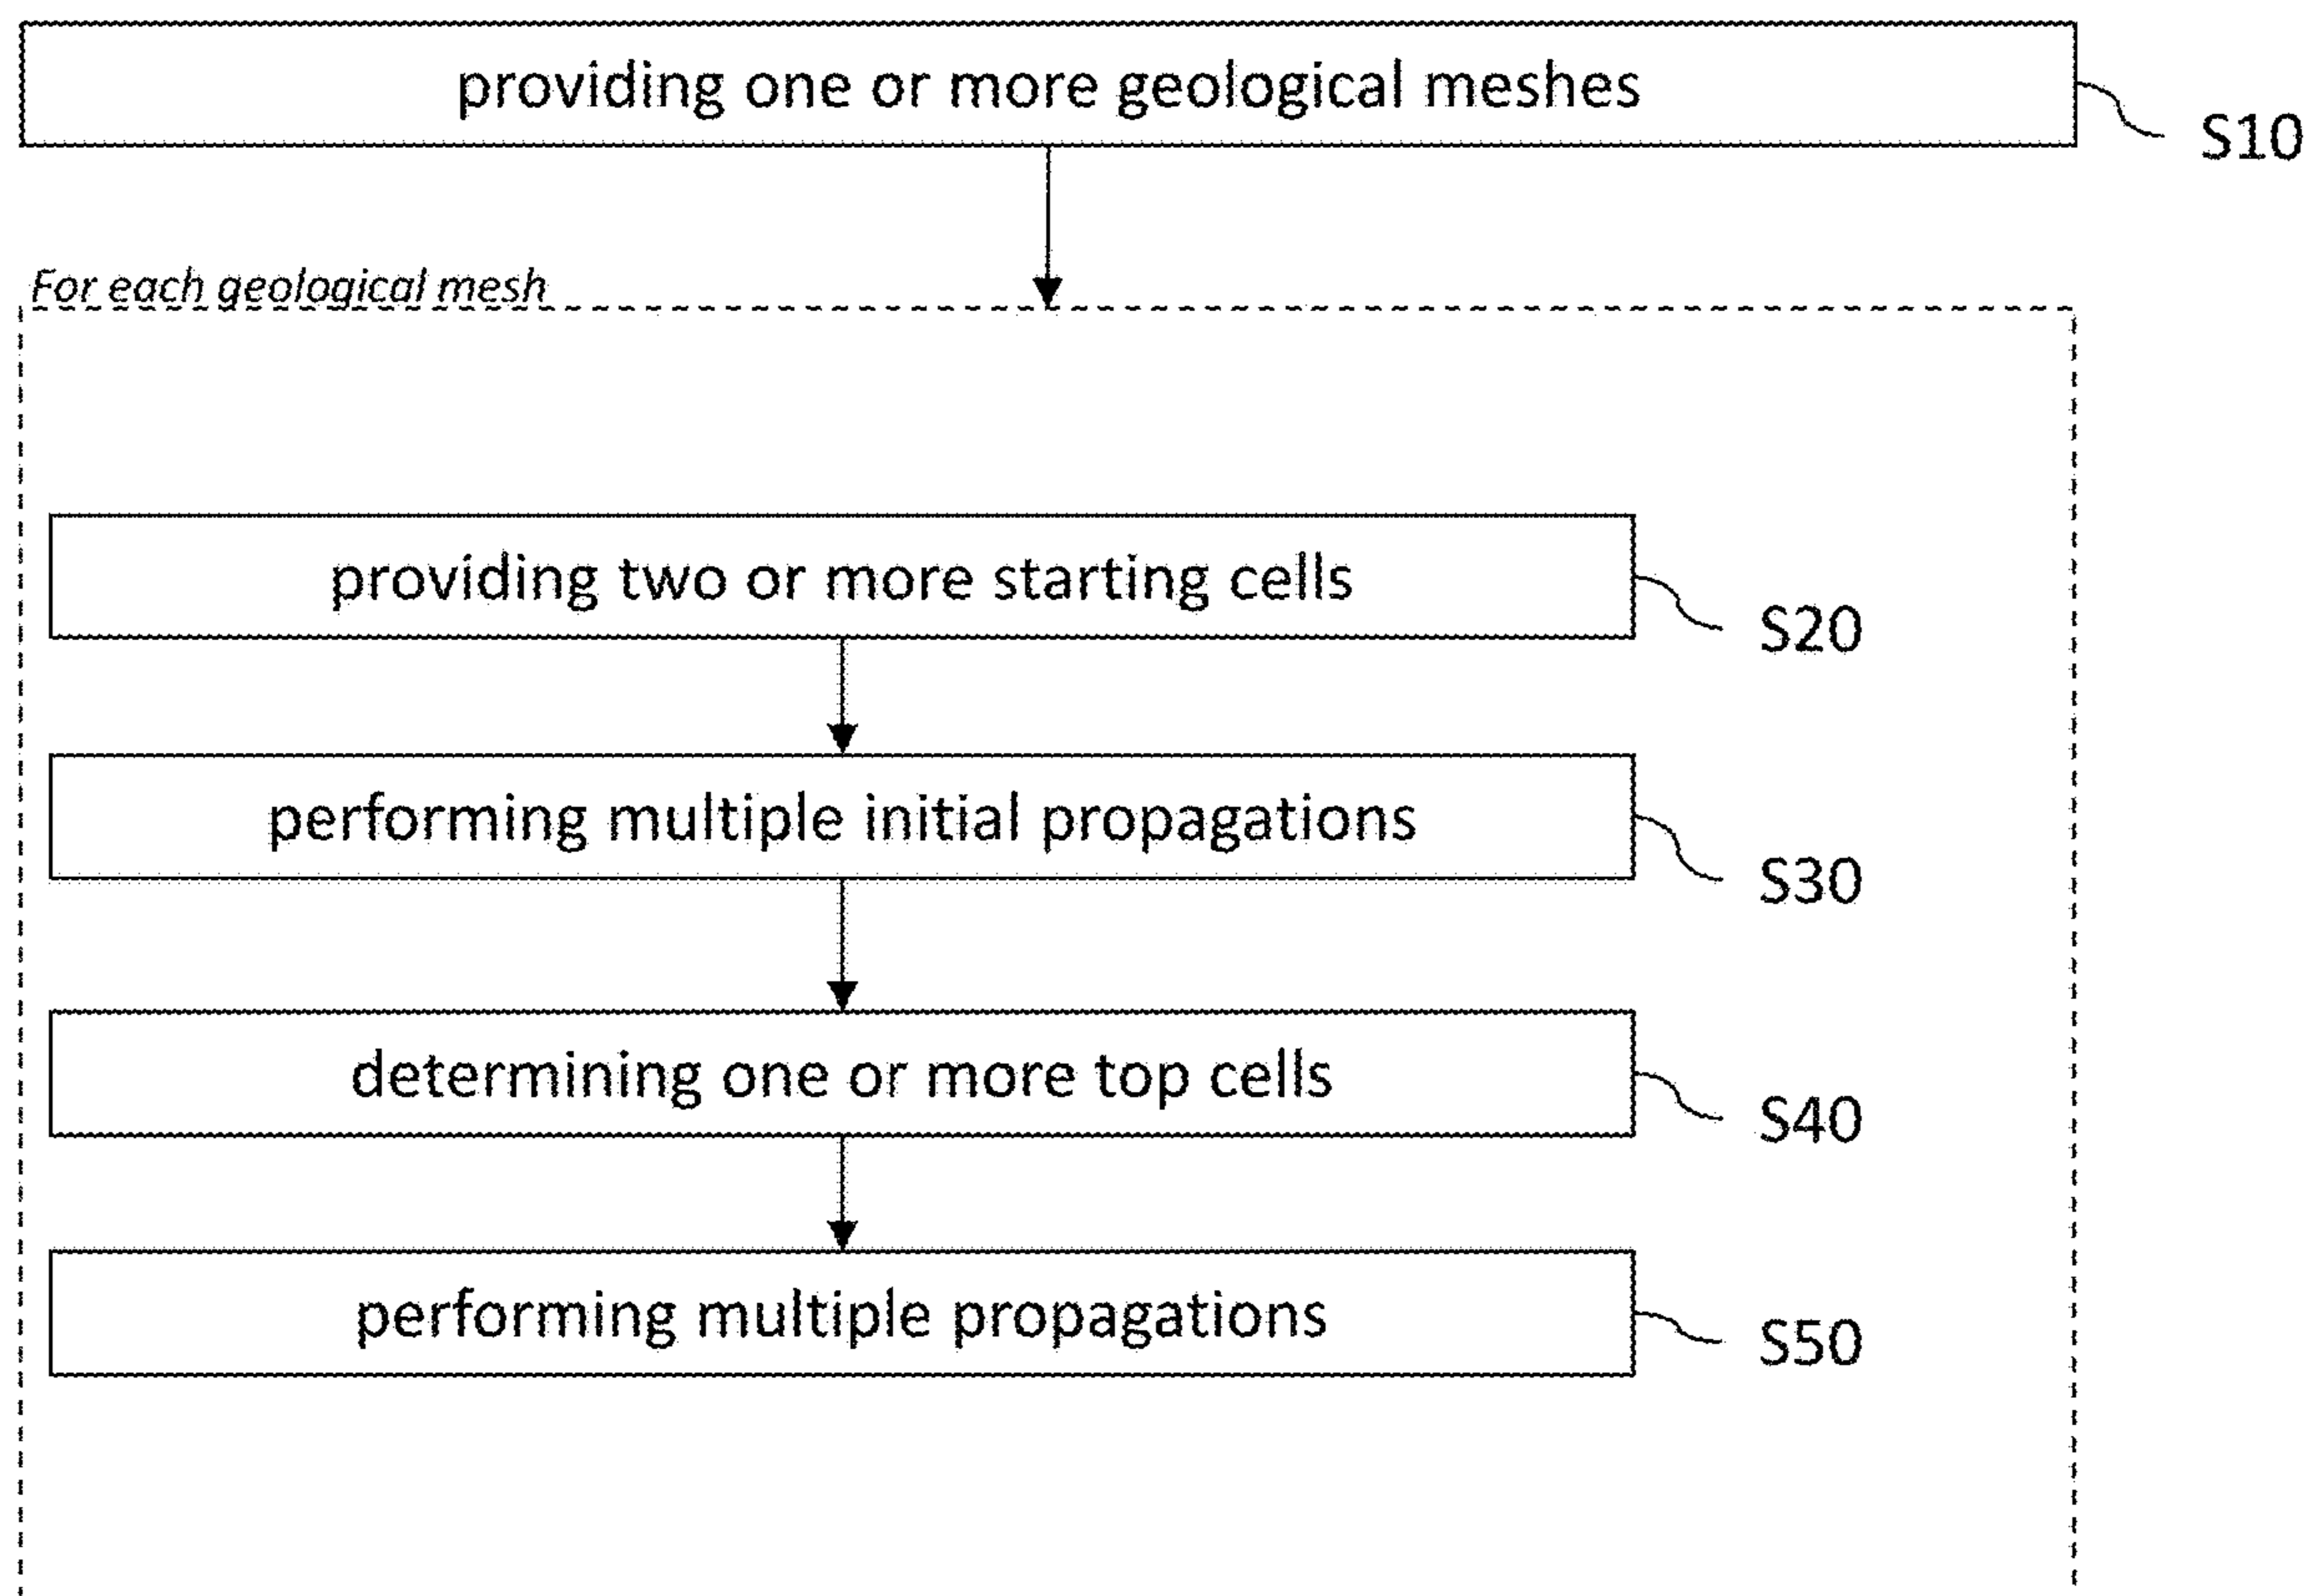 providing one or more geological meshes
S10
For each geological mesh
providing two or more starting cells
S20
performing multiple initial propagations
S30
determining one or more top cells
S40
performing multiple propagations
S50